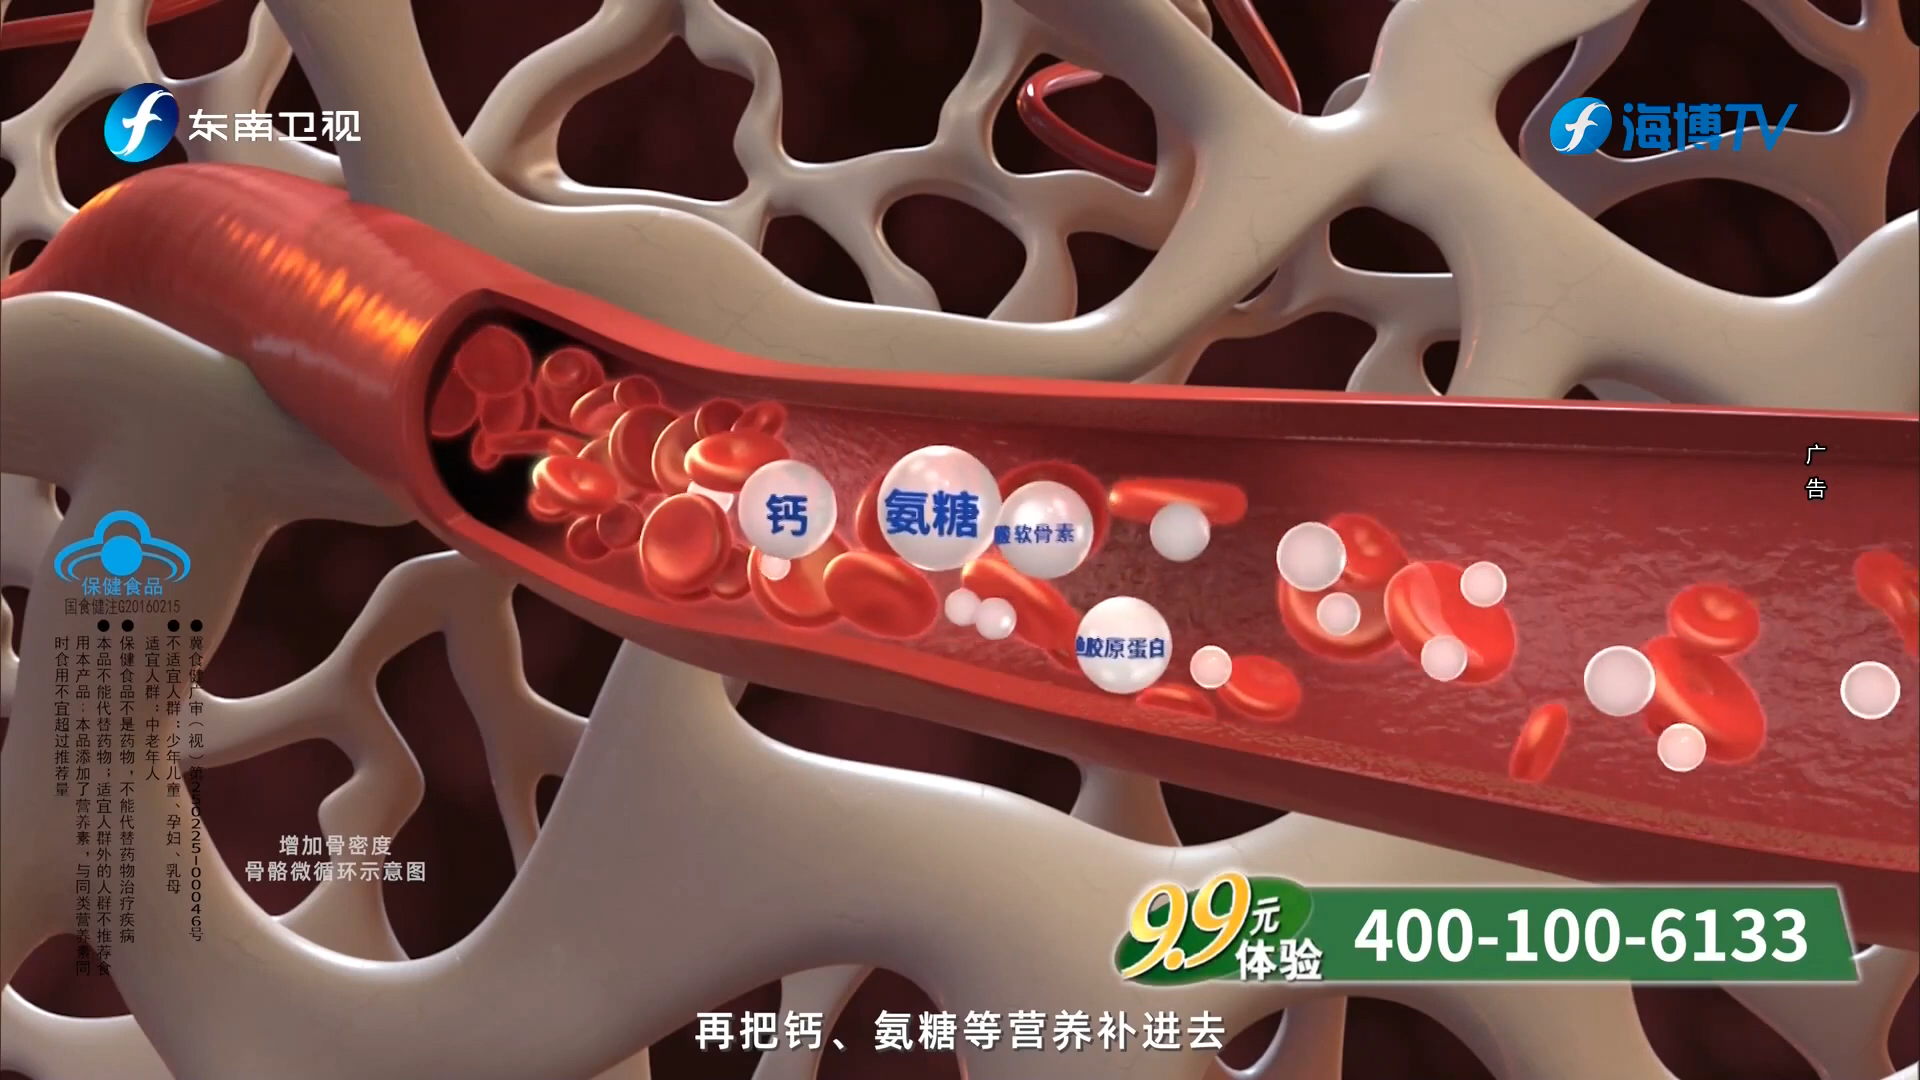 东南卫视
海博TV
广
告
钙
氨糖
软骨素
胶原蛋白
保健食品
国食健注G20160215
●冀食健广审(视)第250225-00046号
●不适宜人群:少年儿童、孕妇、乳母
适宜人群:中老年人
●保健食品不是药物,不能代替药物治疗疾病
●本品不能代替药物;适宜人群外的人群不推荐食
用本产品;本品添加了营养素,与同类营养素同
时食用不宜超过推荐量
增加骨密度
骨骼微循环示意图
9.9元
体验
400-100-6133
再把钙、氨糖等营养补进去